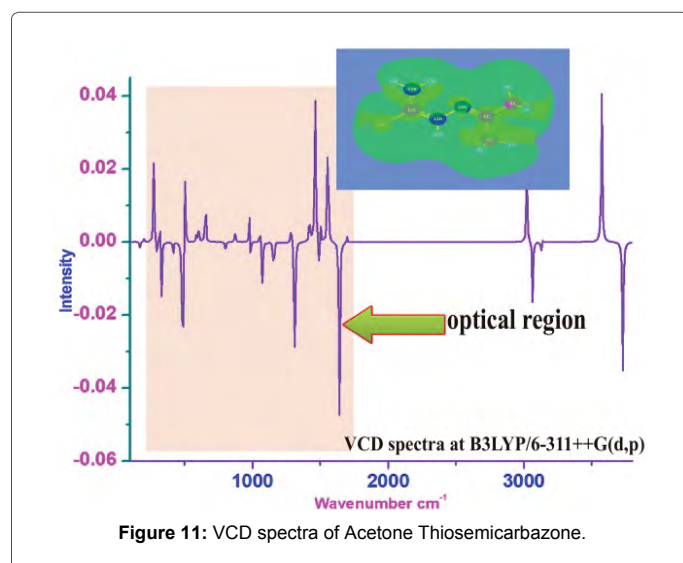 0.04
0.02
0.00
-0.02
-0.04
-0.06
Intensity
optical region
VCD spectra at B3LYP/6-311++G(d,p)
1000
2000
3000
Wavenumber cm⁻¹
Figure 11: VCD spectra of Acetone Thiosemicarbazone.